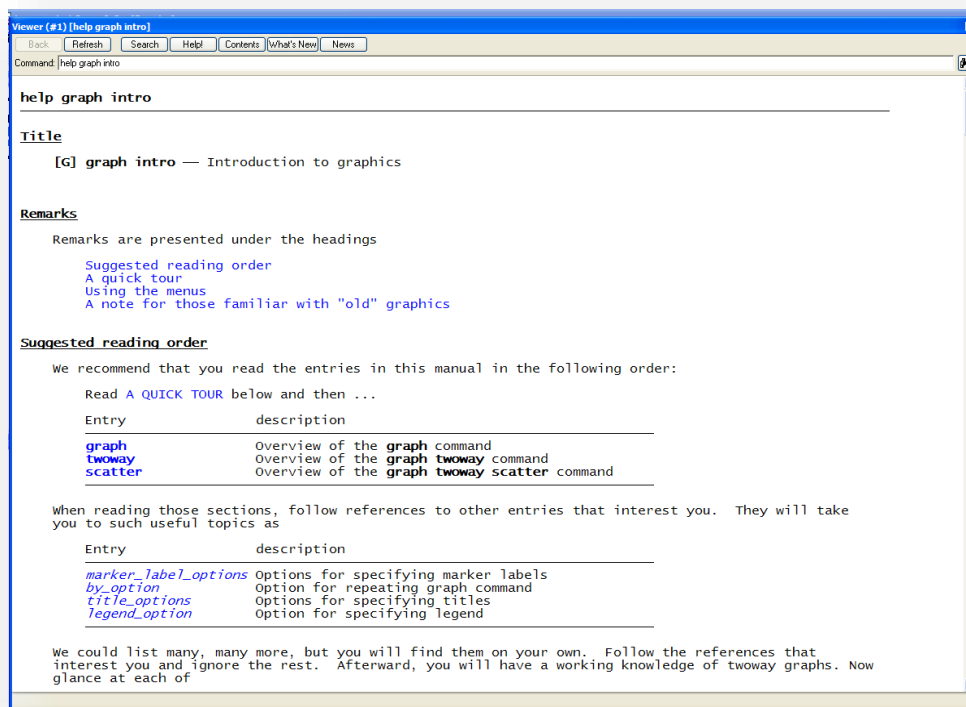 Viewer (#1) [help graph intro]
Back Refresh Search Help! Contents What's New News
Command: help graph intro
help graph intro
Title
[G] graph intro — Introduction to graphics
Remarks
Remarks are presented under the headings
Suggested reading order
A quick tour
Using the menus
A note for those familiar with "old" graphics
Suggested reading order
We recommend that you read the entries in this manual in the following order:
Read A QUICK TOUR below and then ...
Entry description
graph Overview of the graph command
twoway Overview of the graph twoway command
scatter Overview of the graph twoway scatter command
When reading those sections, follow references to other entries that interest you. They will take
you to such useful topics as
Entry description
marker_label_options Options for specifying marker labels
by_option Option for repeating graph command
title_options Options for specifying titles
legend_option Option for specifying legend
We could list many, many more, but you will find them on your own. Follow the references that
interest you and ignore the rest. Afterward, you will have a working knowledge of twoway graphs. Now
glance at each of